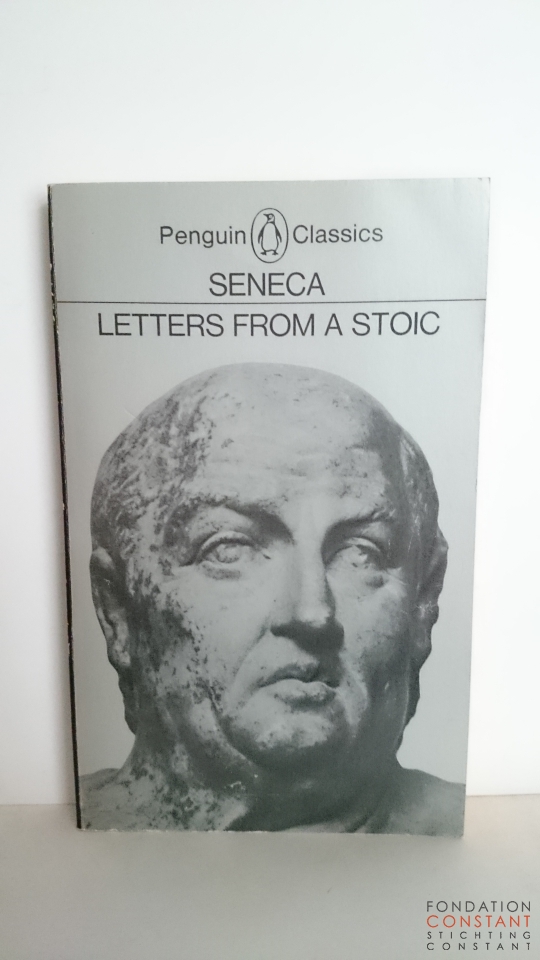 Penguin Classics
SENECA
LETTERS FROM A STOIC
FONDATION
CONSTANT
STICHTING
CONSTANT